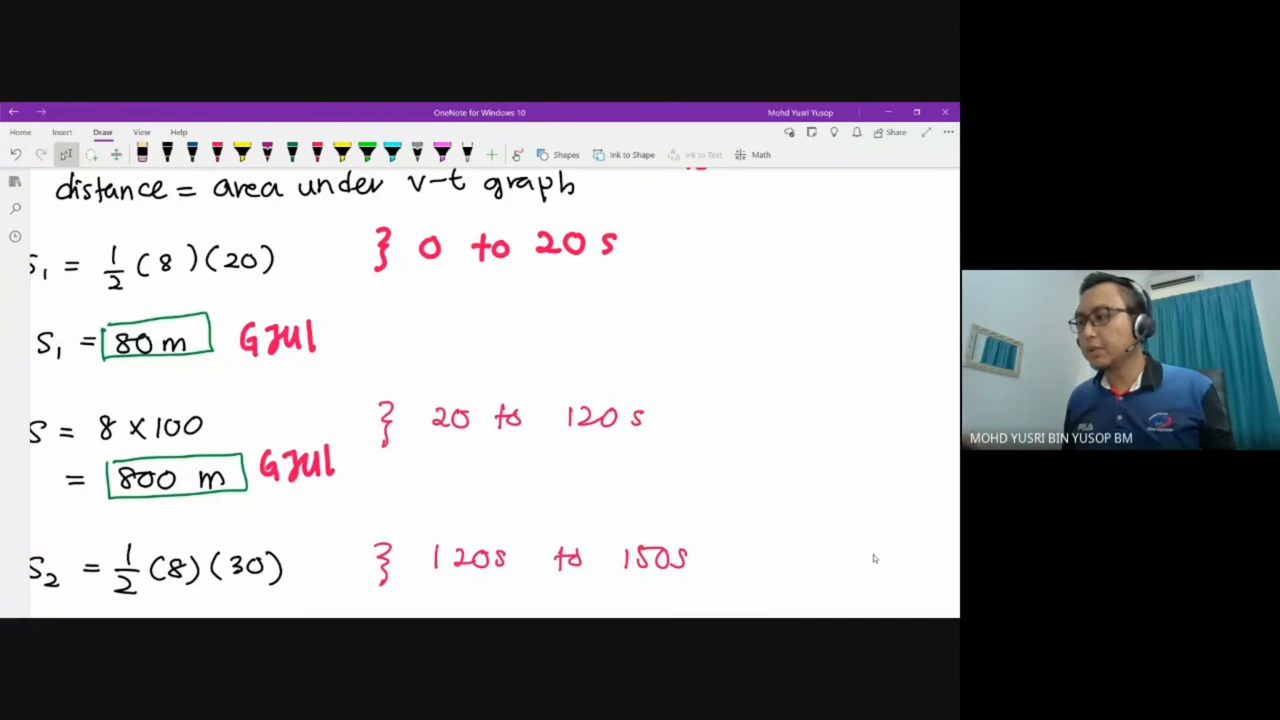 OneNote for Windows 10
Mohd Yusri Yusop
Home Insert Draw View Help
Share
Shapes Ink to Shape Ink to Text Math
distance = area under v-t graph
S₁ = 1/2 (8)(20) } 0 to 20 s
S₁ = 80 m GJUL
S = 8 × 100 } 20 to 120 s
= 800 m GJUL
S₂ = 1/2 (8)(30) } 120s to 150s
FILA
MOHD YUSRI BIN YUSOP BM